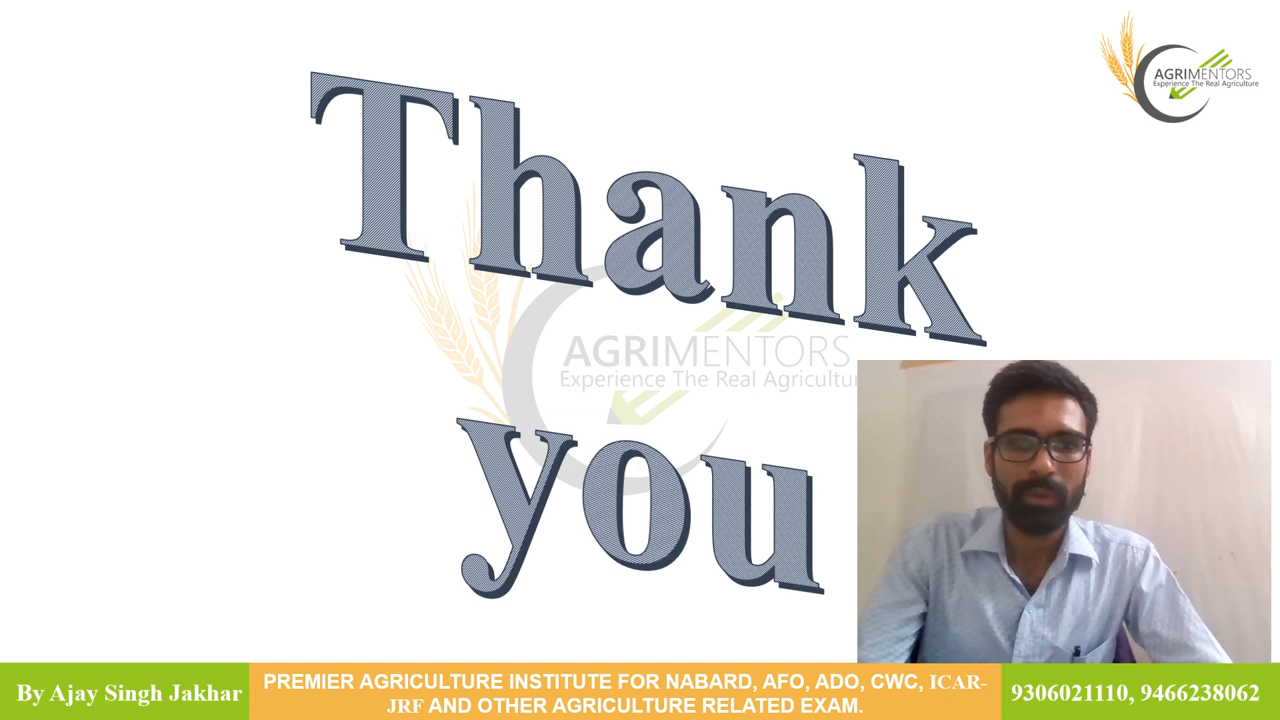 AGRIMENTORS
Experience The Real Agriculture
Thank
AGRIMENTORS
Experience The Real Agricultur
you
By Ajay Singh Jakhar
PREMIER AGRICULTURE INSTITUTE FOR NABARD, AFO, ADO, CWC, ICAR-
JRF AND OTHER AGRICULTURE RELATED EXAM.
9306021110, 9466238062